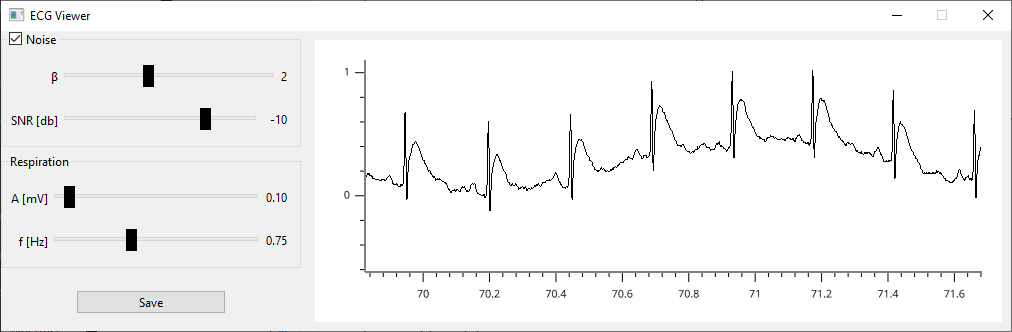 ECG Viewer
Noise
β 2
SNR [db] -10
Respiration
A [mV] 0.10
f [Hz] 0.75
Save
1
0
70 70.2 70.4 70.6 70.8 71 71.2 71.4 71.6